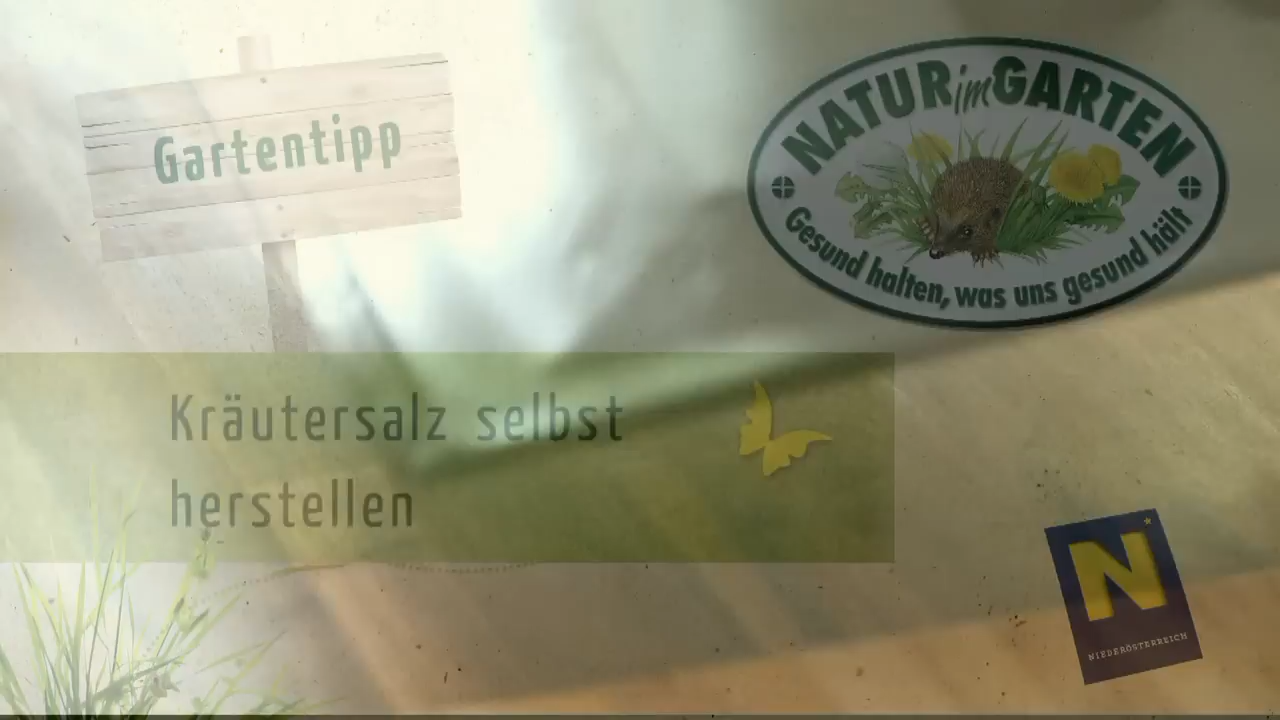 Gartentipp
NATUR im GARTEN
Gesund halten, was uns gesund hält
Kräutersalz selbst
herstellen
N
NIEDERÖSTERREICH